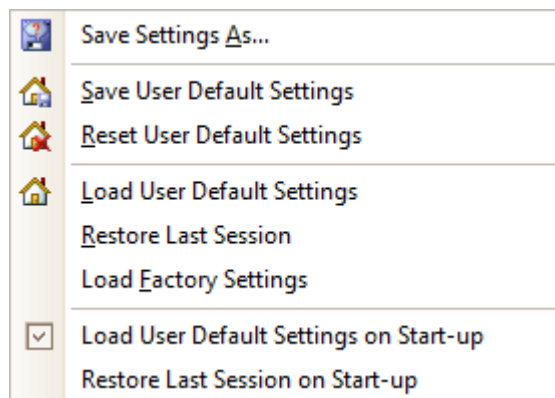 Save Settings As...
Save User Default Settings
Reset User Default Settings
Load User Default Settings
Restore Last Session
Load Factory Settings
Load User Default Settings on Start-up
Restore Last Session on Start-up